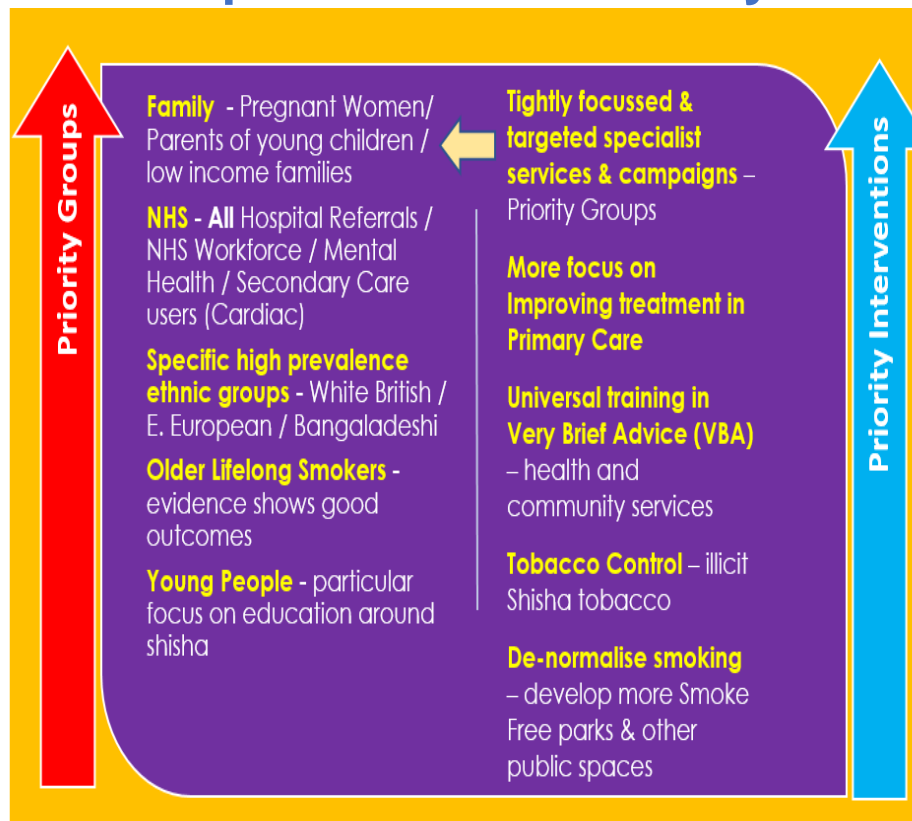 Priority Groups
Family - Pregnant Women/
Parents of young children /
low income families
NHS - All Hospital Referrals /
NHS Workforce / Mental
Health / Secondary Care
users (Cardiac)
Specific high prevalence
ethnic groups - White British /
E. European / Bangaladeshi
Older Lifelong Smokers -
evidence shows good
outcomes
Young People - particular
focus on education around
shisha
Tightly focussed &
targeted specialist
services & campaigns –
Priority Groups
More focus on
Improving treatment in
Primary Care
Universal training in
Very Brief Advice (VBA)
– health and
community services
Tobacco Control – illicit
Shisha tobacco
De-normalise smoking
– develop more Smoke
Free parks & other
public spaces
Priority Interventions